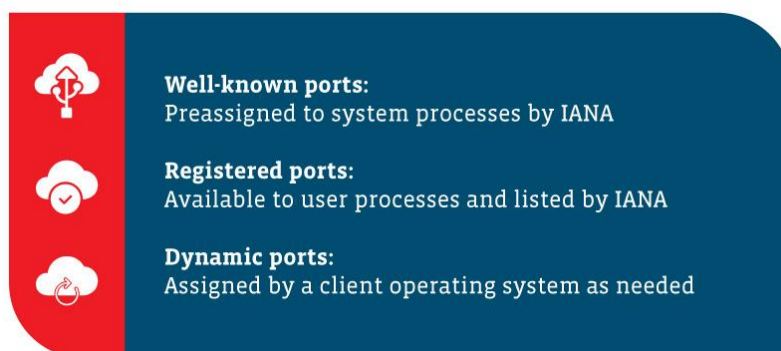 Well-known ports:
Preassigned to system processes by IANA
Registered ports:
Available to user processes and listed by IANA
Dynamic ports:
Assigned by a client operating system as needed